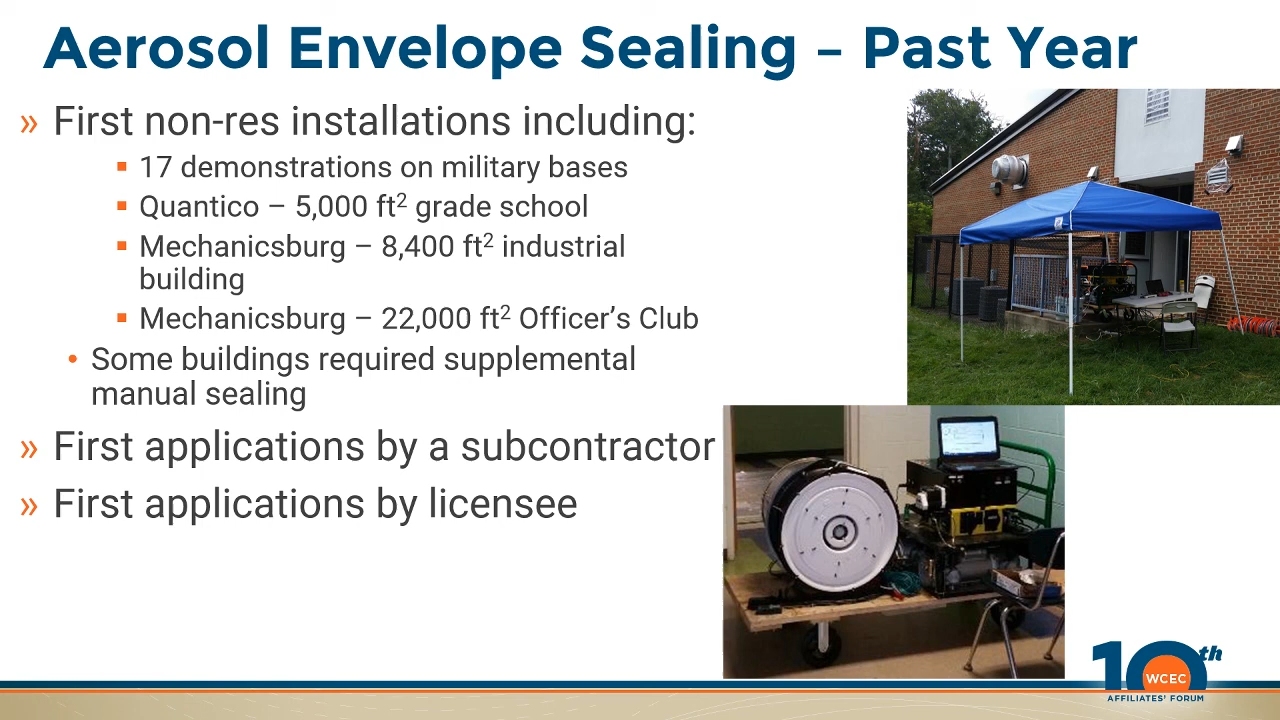 Aerosol Envelope Sealing – Past Year
» First non-res installations including:
▪ 17 demonstrations on military bases
▪ Quantico – 5,000 ft² grade school
▪ Mechanicsburg – 8,400 ft² industrial
building
▪ Mechanicsburg – 22,000 ft² Officer’s Club
• Some buildings required supplemental
manual sealing
» First applications by a subcontractor
» First applications by licensee
10th
WCEC
AFFILIATES' FORUM